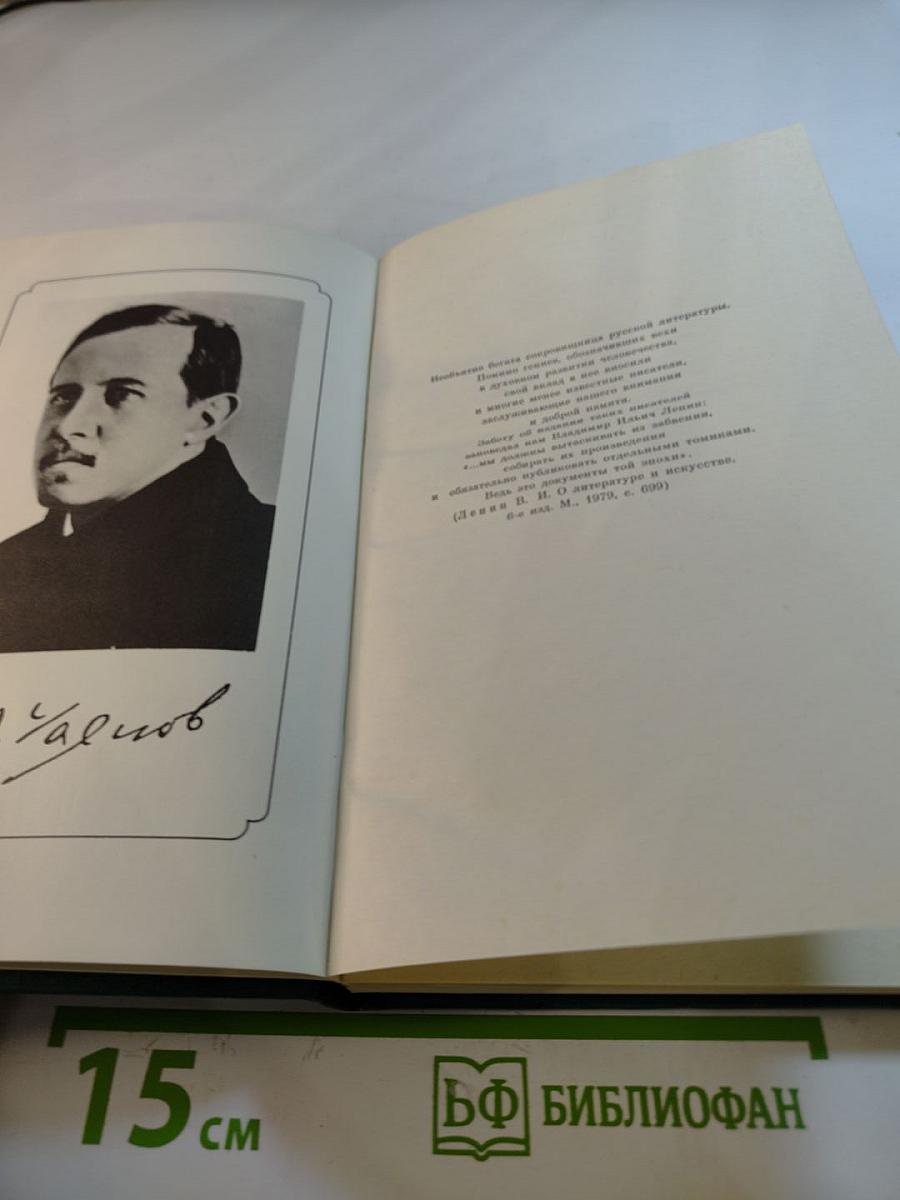 Чаянов
Необъятно богата сокровищница русской литературы.
Помимо гениев, обозначивших вехи
в духовном развитии человечества,
свой вклад в нее вносили
и многие менее известные писатели,
заслуживающие нашего внимания
и доброй памяти.
Заботу об издании таких писателей
завещал нам Владимир Ильич Ленин:
«...мы должны вытаскивать из забвения,
собирать их произведения
и обязательно публиковать отдельными томиками.
Ведь это документы той эпохи».
(Ленин В. И. О литературе и искусстве.
6-е изд. М., 1979, с. 699)
15 см
БФ БИБЛИОФАН